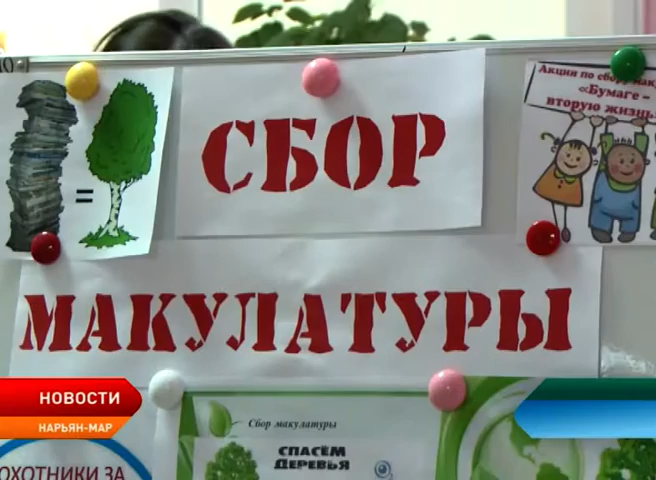 СБОР
МАКУЛАТУРЫ
=
Акция по сбору
«Бумаге –
вторую жизнь
НОВОСТИ
НАРЬЯН-МАР
ОХОТНИКИ ЗА
Сбор макулатуры
СПАСЁМ
ДЕРЕВЬЯ